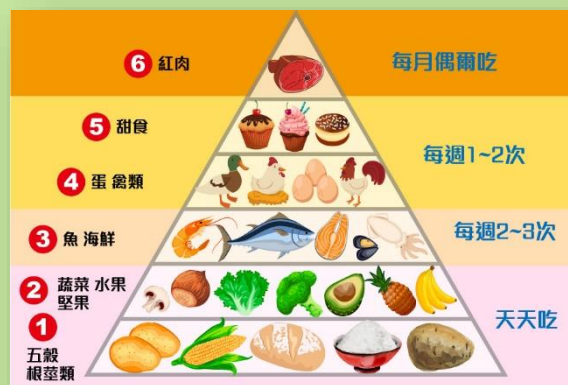 6 紅肉
每月偶爾吃
5 甜食
每週1~2次
4 蛋 禽類
3 魚 海鮮
每週2~3次
2 蔬菜 水果
堅果
天天吃
1
五穀
根莖類